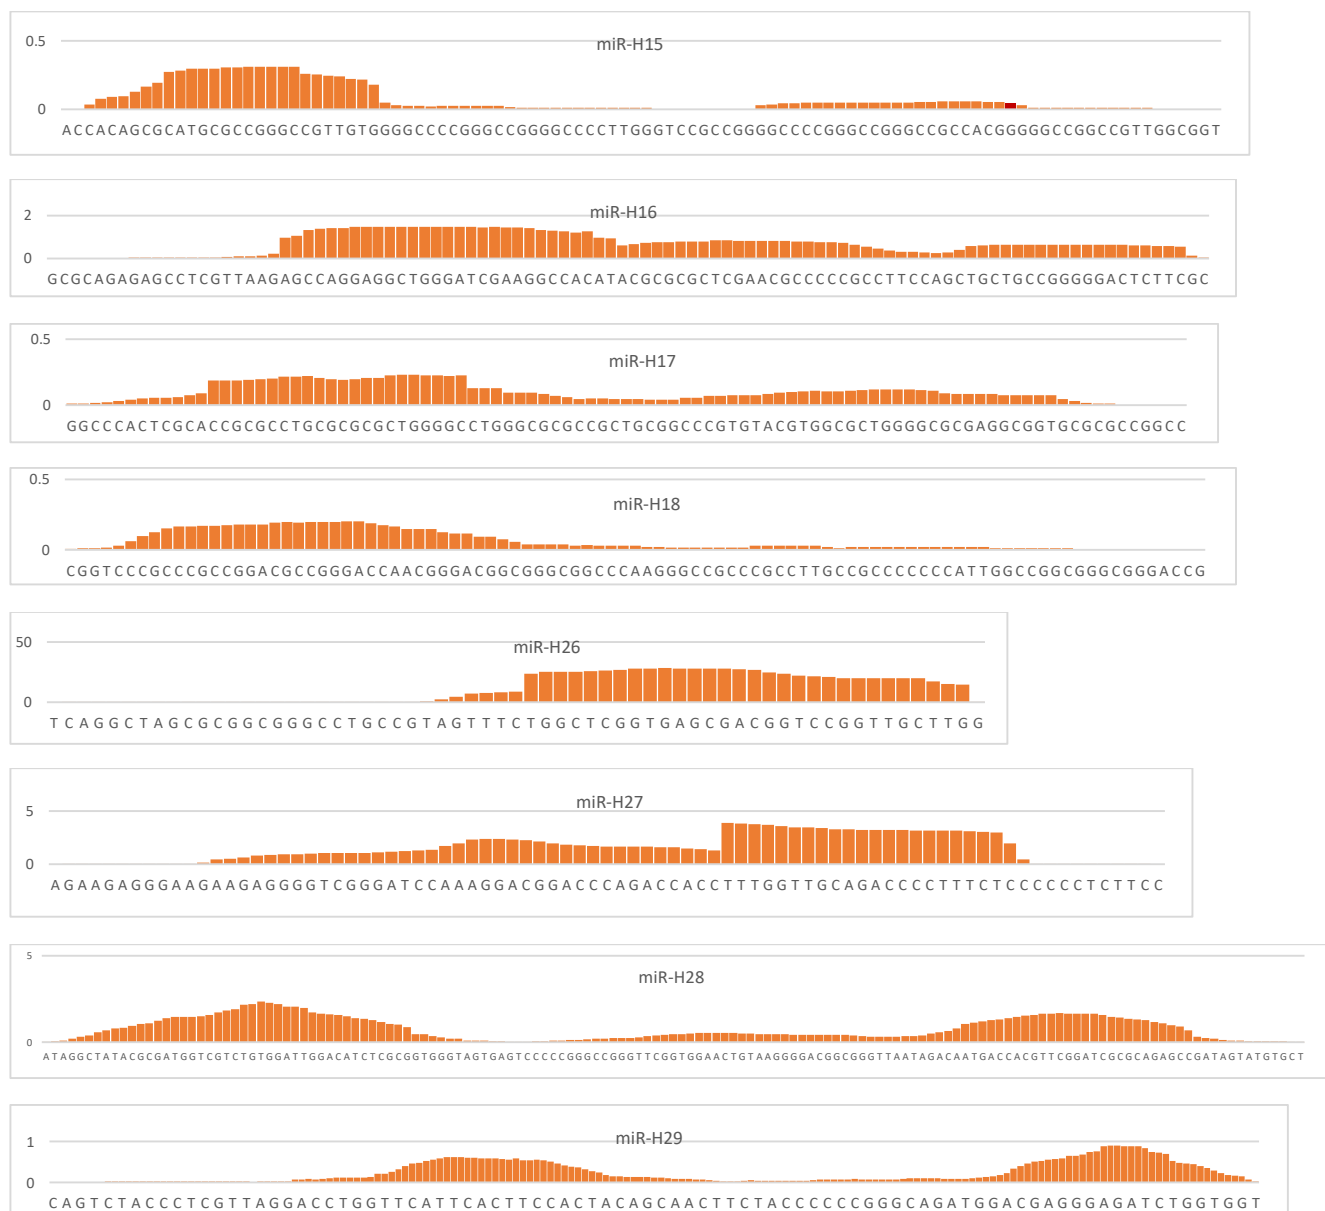 miR-H15
0.5
0
ACCACAGCGCATGCGCCGGGCCGTTGTGGGGCCCCGGGCCGGGGCCCCTTGGGTCCGCCGGGGCCCCGGGCCGGGCCGCCACGGGGGCCGGCCGTTGGCGGT
miR-H16
2
0
GCGCAGAGAGCCTCGTTAAGAGCCAGGAGGCTGGGATCGAAGGCCACATACGCGCGCTCGAACGCCCCCGCCTTCCAGCTGCTGCCGGGGGACTCTTCGC
miR-H17
0.5
0
GGCCCACTCGCACCGCGCCTGCGCGCGCTGGGGCCTGGGCGCGCCGCTGCGGCCCGTGTACGTGGCGCTGGGGCGCGAGGCGGTGCGCGCCGGCC
miR-H18
0.5
0
CGGTCCCGCCCGCCGGACGCCGGGACCAACGGGACGGCGGGCGGCCCAAGGGCCGCCCGCCTTGCCGCCCCCCCATTGGCCGGCGGGCGGGACCG
miR-H26
50
0
TCAGGCTAGCGCGGCGGGCCTGCCGTAGTTTCTGGCTCGGTGAGCGACGGTCCGGTTGCTTGG
miR-H27
5
0
AGAAGAGGGAAGAAGAGGGGTCGGGATCCAAAGGACGGACCCAGACCACCTTTGGTTGCAGACCCCTTTCTCCCCCCTCTTCC
miR-H28
5
0
ATAGGCTATACGCGATGGTCGTCTGTGGATTGGACATCTCGCGGTGGGTAGTGAGTCCCCCGGGCCGGGTTCGGTGGAACTGTAAGGGGACGGCGGGTTAATAGACAATGACCACGTTCGGATCGCGCAGAGCCGATAGTATGTGCT
miR-H29
1
0
CAGTCTACCCTCGTTAGGACCTGGTTCATTCACTTCCACTACAGCAACTTCTACCCCCCGGGCAGATGGACGAGGGAGATCTGGTGGT